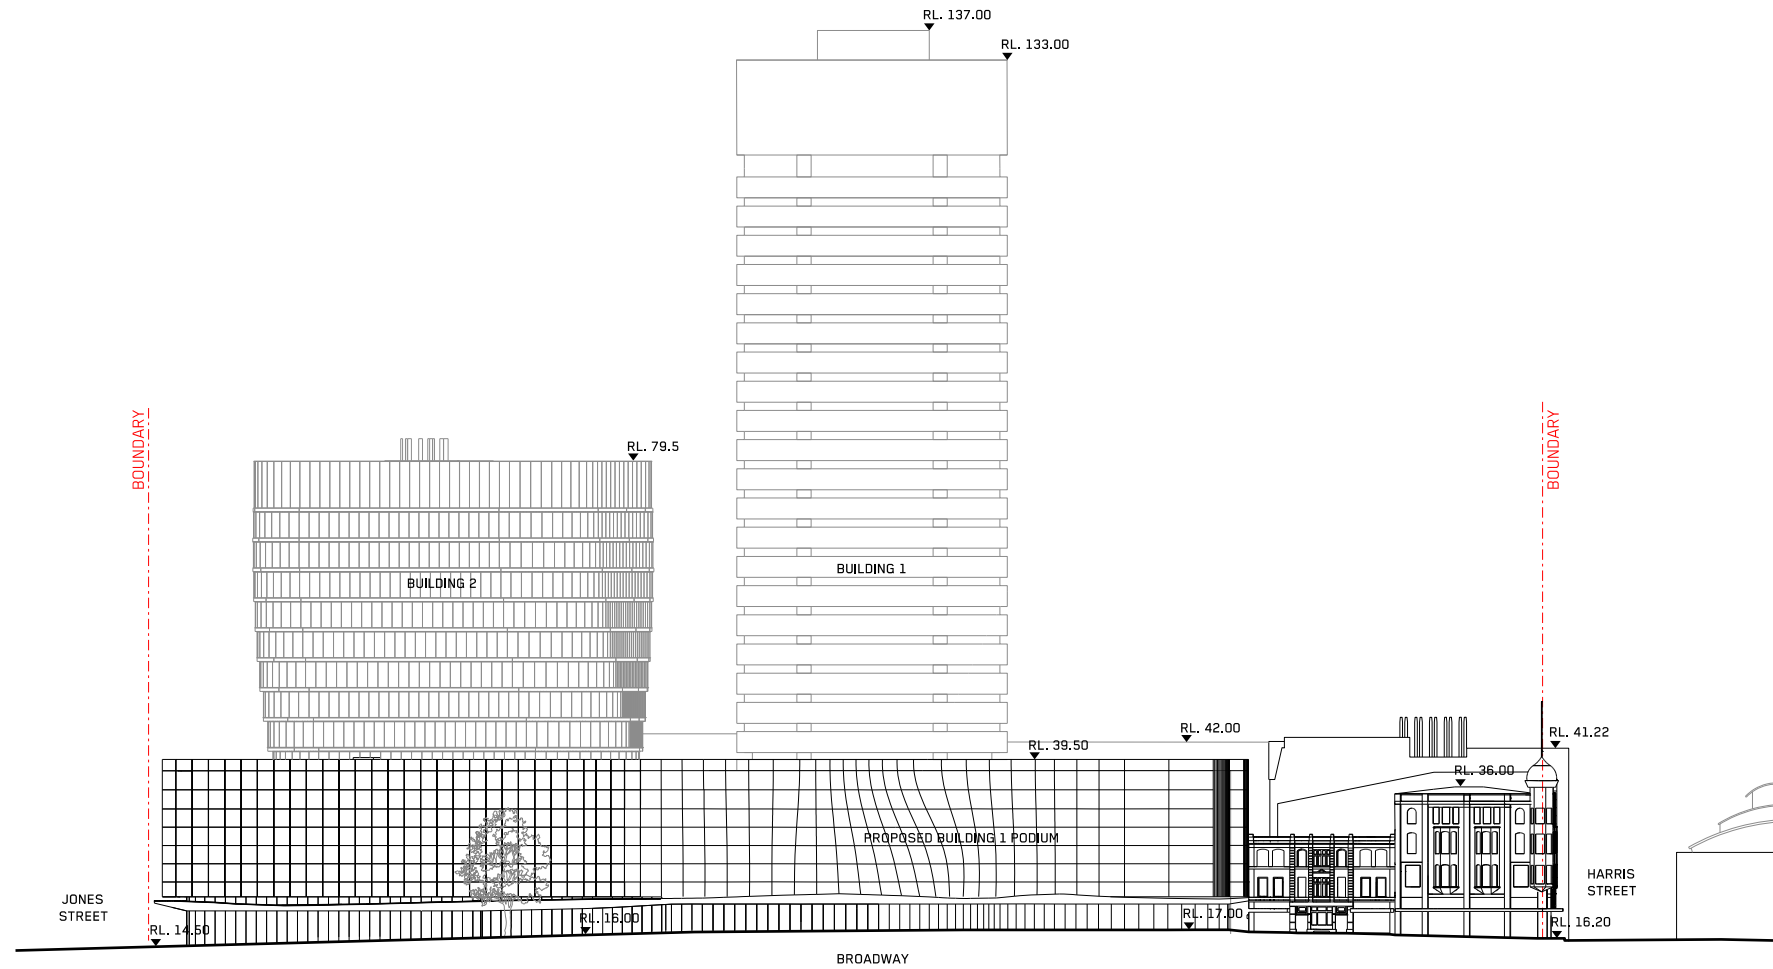 RL. 137.00
RL. 133.00
BOUNDARY
BOUNDARY
RL. 79.5
BUILDING 2
BUILDING 1
RL. 42.00
RL. 41.22
RL. 39.50
RL. 36.00
PROPOSED BUILDING 1 PODIUM
JONES
STREET
HARRIS
STREET
RL. 14.50
RL. 16.00
RL. 17.00
RL. 16.20
BROADWAY